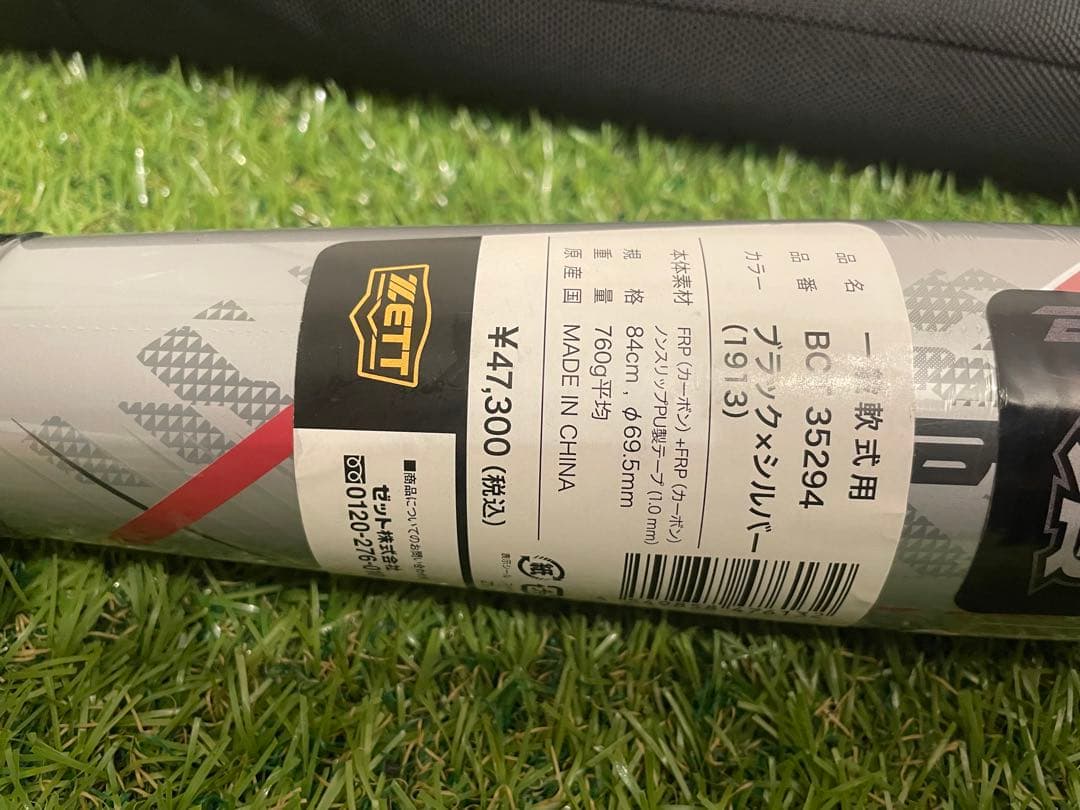 品名 一般軟式用
品番 BC 35294
カラー ブラック×シルバー
(1913)
本体素材 FRP(カーボン)+FRP(カーボン)
ノンスリップPU製テープ(1.0mm)
規格 84cm, φ69.5mm
重量 760g平均
原産国 MADE IN CHINA
¥47,300 (税込)
紙
ZETT
■商品についてのお問い合わせ
ゼット株式会社
0120-276-0